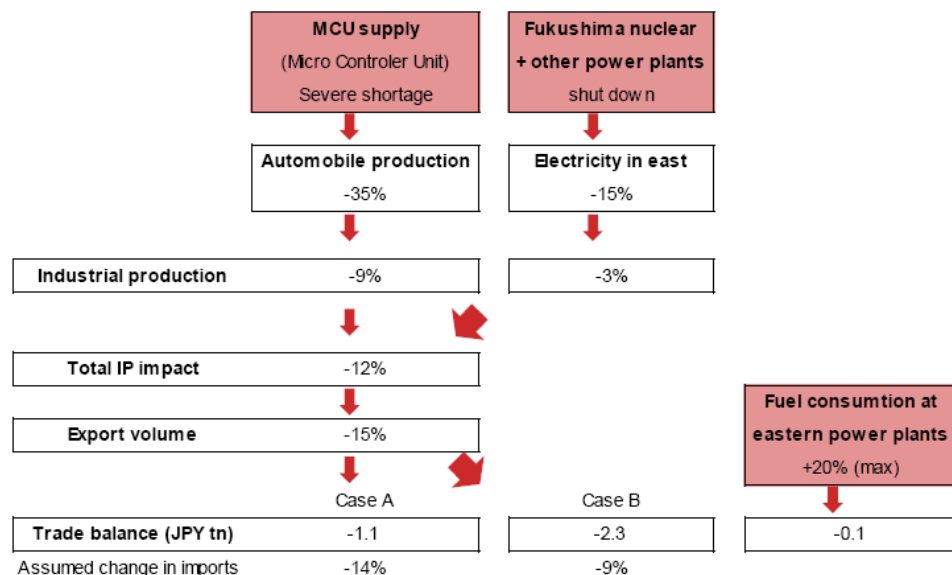 MCU supply
(Micro Controler Unit)
Severe shortage
Fukushima nuclear
+ other power plants
shut down
Automobile production
-35%
Electricity in east
-15%
Industrial production -9% -3%
Total IP impact -12%
Export volume -15%
Fuel consumtion at
eastern power plants
+20% (max)
Case A Case B
Trade balance (JPY tn) -1.1 -2.3 -0.1
Assumed change in imports -14% -9%